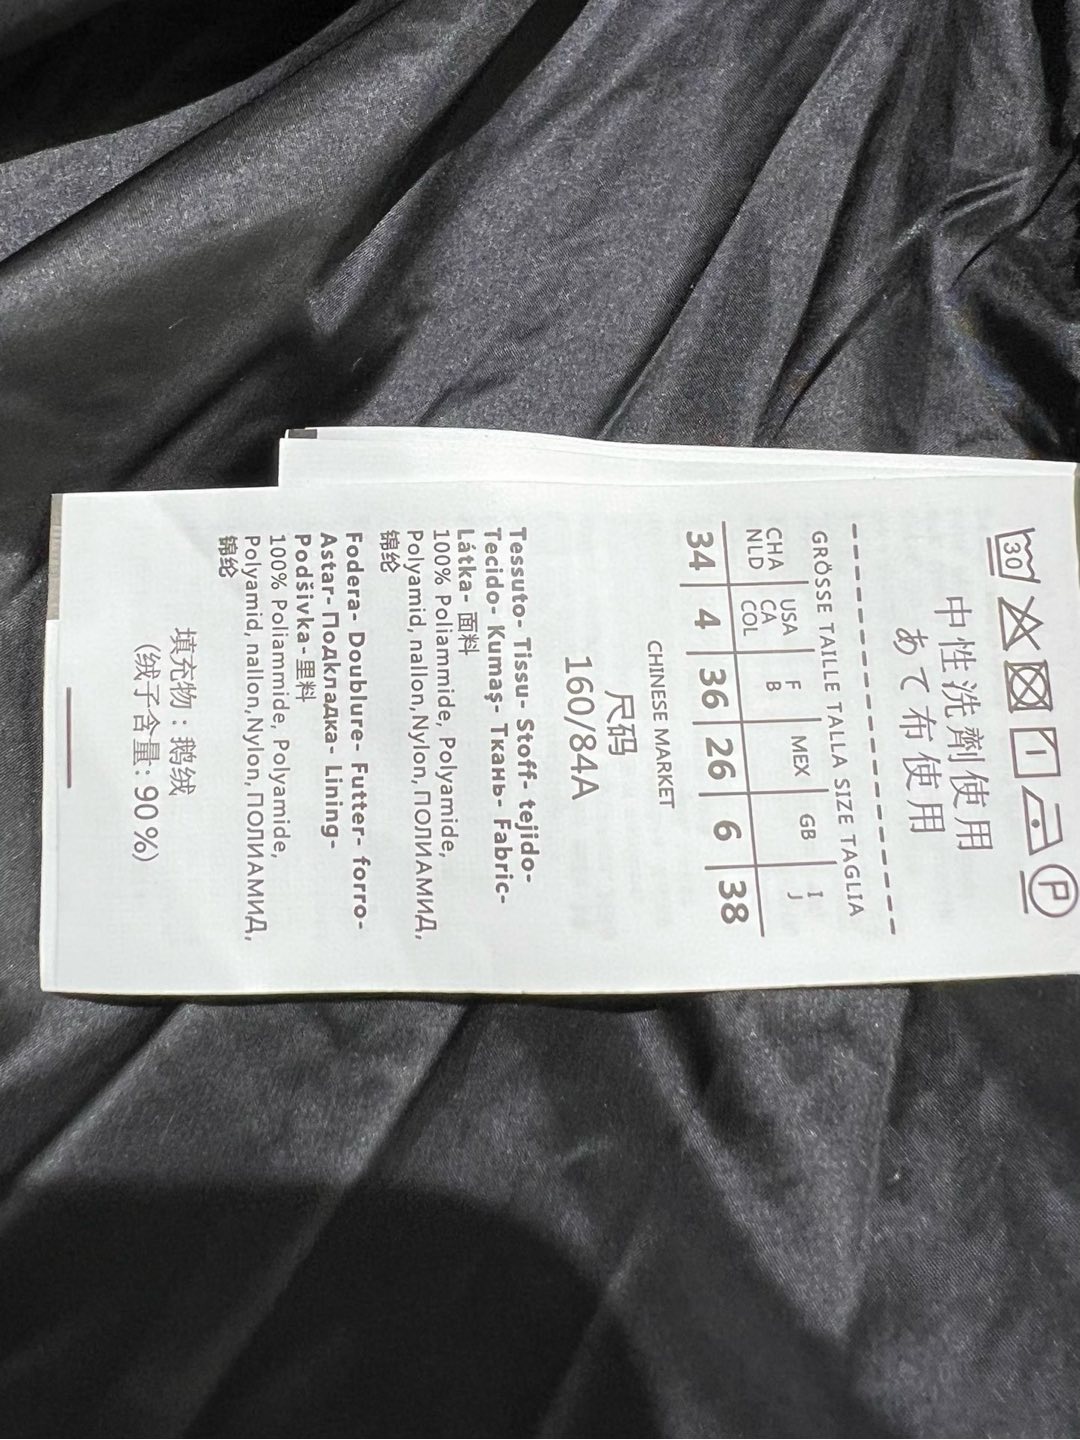 30
P
中性洗剤使用
あて布使用
GRÖSSE TAILLE TALLA SIZE TAGLIA
CHA NLD | USA CA COL | F B | MEX | GB | I J
34 | 4 | 36 | 26 | 6 | 38
CHINESE MARKET
尺码
160/84A
Tessuto- Tissu- Stoff- tejido-
Tecido- Kumaş- Ткань- Fabric-
Látka- 面料
100% Poliammide, Polyamide,
Polyamid, nallon, Nylon, ПОЛИАМИД,
锦纶
Fodera- Doublure- Futter- forro-
Astar- Подкладка- Lining-
Podšívka- 里料
100% Poliammide, Polyamide,
Polyamid, nallon, Nylon, ПОЛИАМИД,
锦纶
填充物：鹅绒
(绒子含量: 90%)